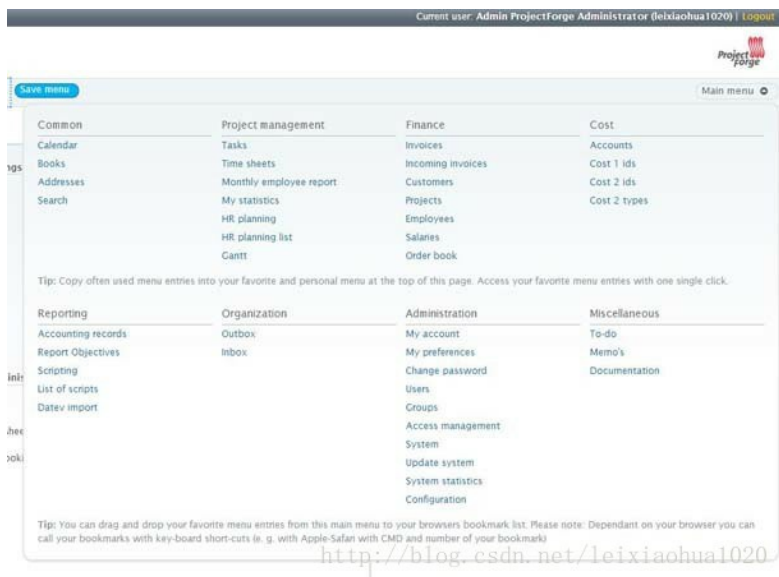 Current user: Admin ProjectForge Administrator (leixiaohua1020) | Logout
Project Forge
Save menu
Main menu
Common
Calendar
Books
Addresses
Search
Project management
Tasks
Time sheets
Monthly employee report
My statistics
HR planning
HR planning list
Gantt
Finance
Invoices
Incoming invoices
Customers
Projects
Employees
Salaries
Order book
Cost
Accounts
Cost 1 ids
Cost 2 ids
Cost 2 types
Tip: Copy often used menu entries into your favorite and personal menu at the top of this page. Access your favorite menu entries with one single click.
Reporting
Accounting records
Report Objectives
Scripting
List of scripts
Datev import
Organization
Outbox
Inbox
Administration
My account
My preferences
Change password
Users
Groups
Access management
System
Update system
System statistics
Configuration
Miscellaneous
To-do
Memo's
Documentation
Tip: You can drag and drop your favorite menu entries from this main menu to your browsers bookmark list. Please note: Dependant on your browser you can
call your bookmarks with key-board short-cuts (e. g. with Apple-Safari with CMD and number of your bookmark)
http://blog.csdn.net/leixiaohua1020